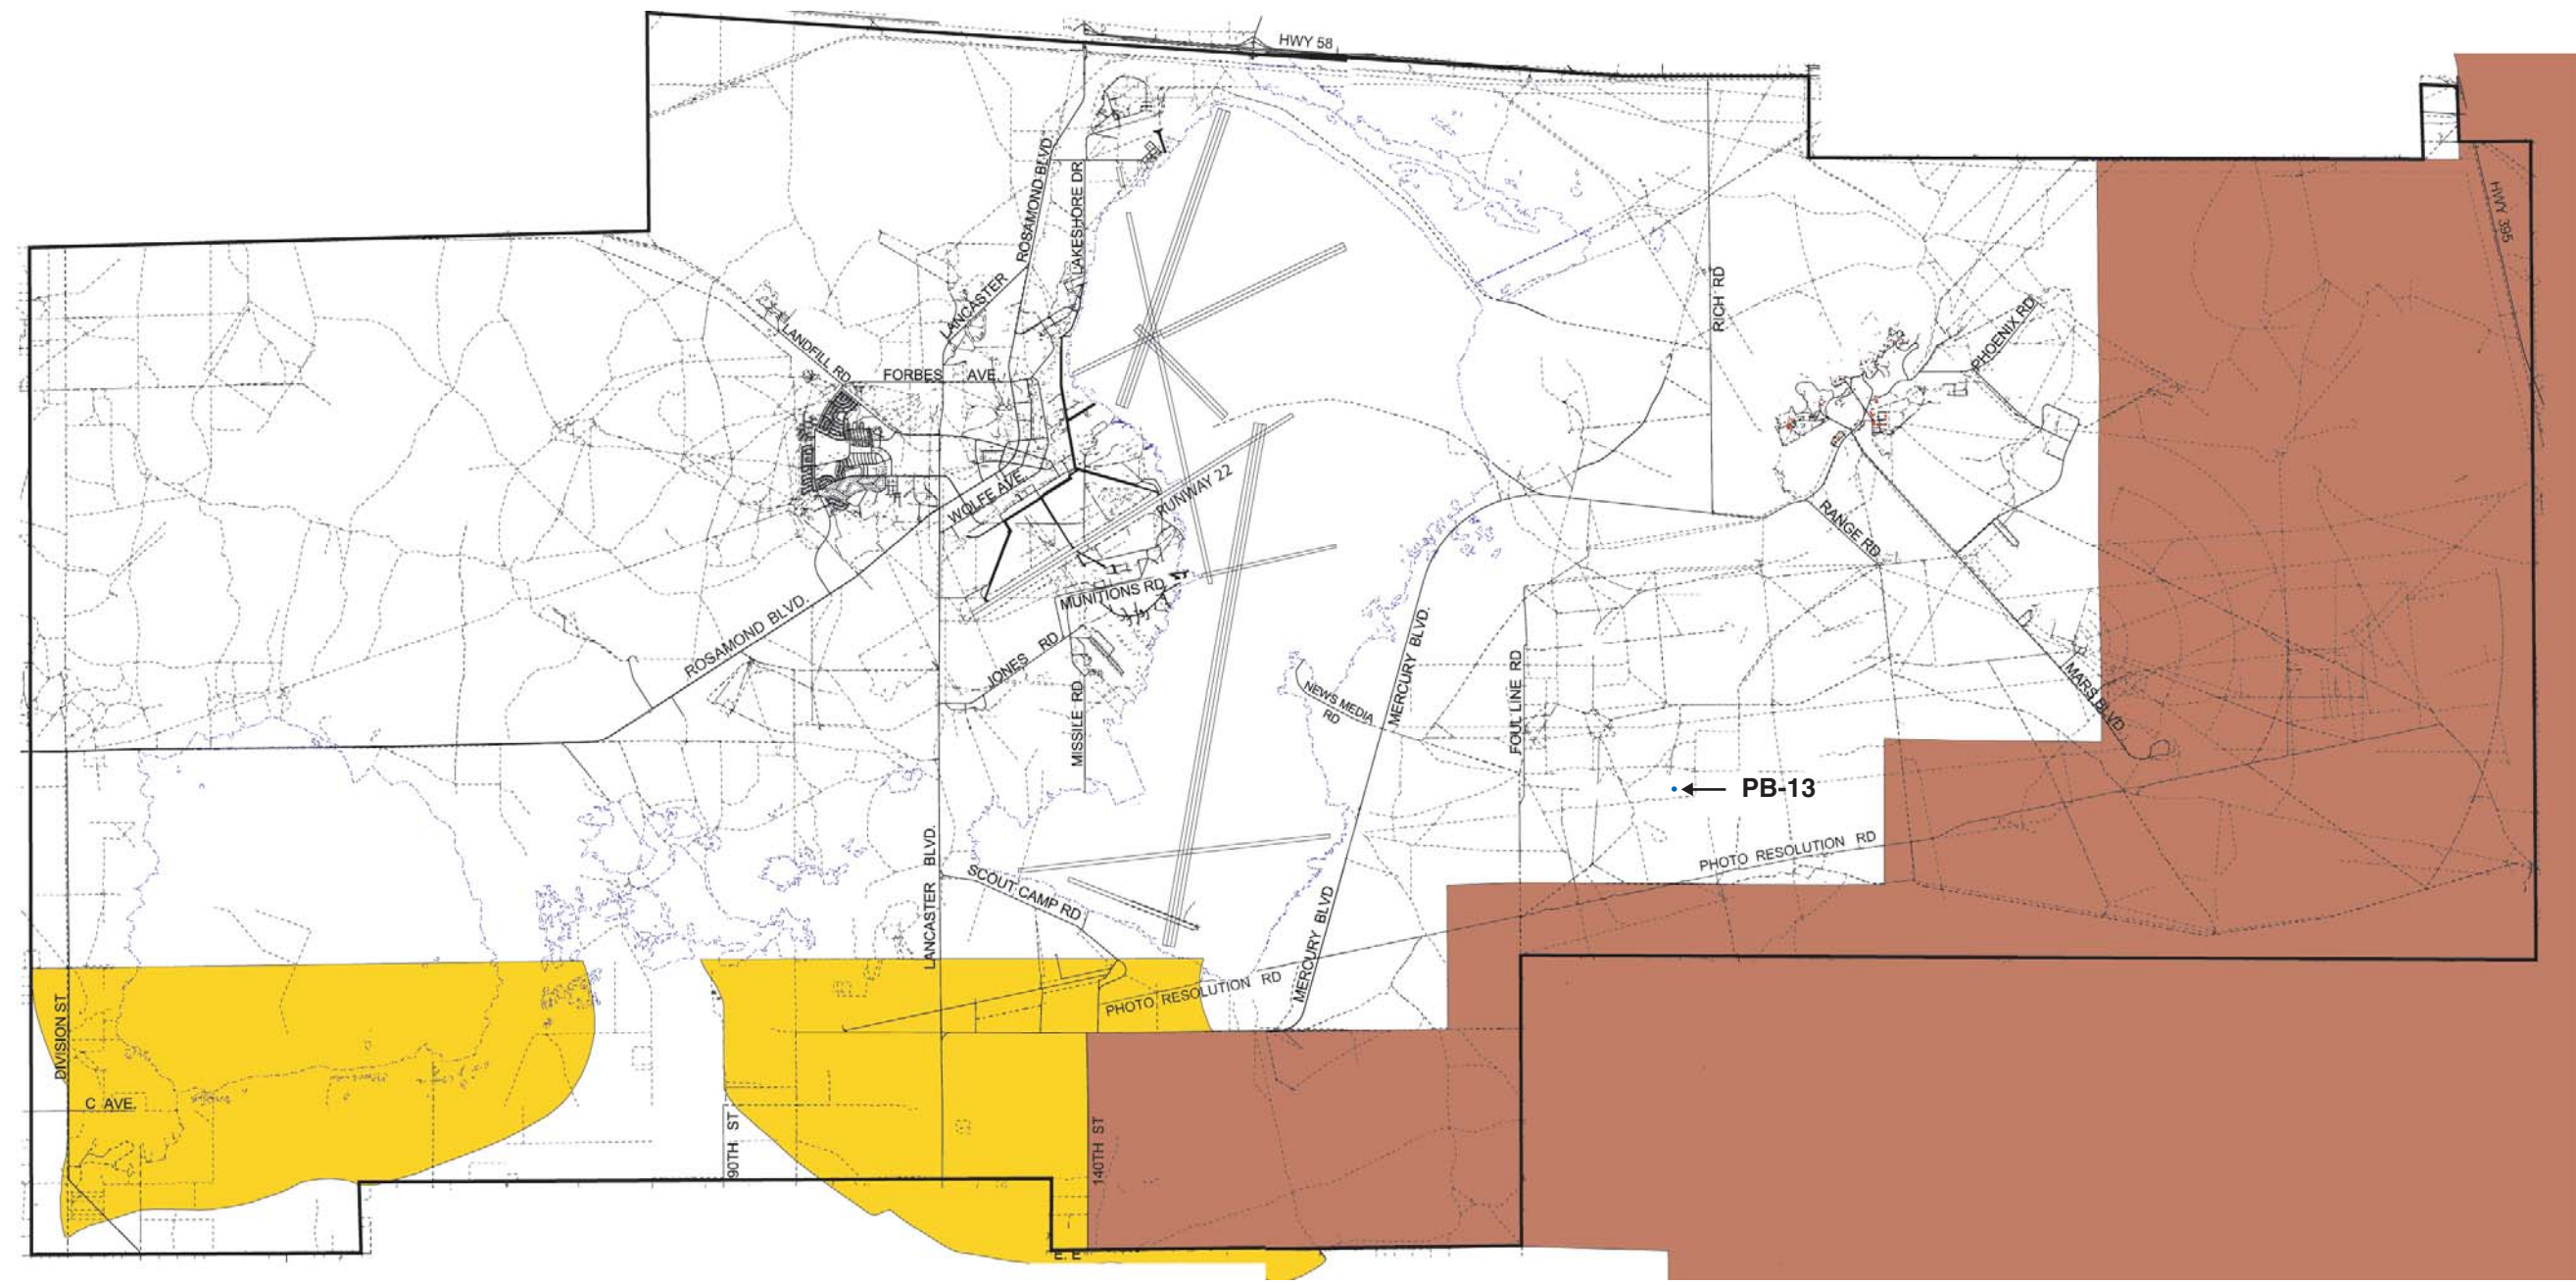 HWY 58
HWY 395
ROSAMOND BLVD.
LAKESHORE DR.
LANCASTER
RICH RD
PHOENIX RD
LANDFILL RD
FORBES AVE.
WOLFE AVE.
RUNWAY 22
RANGE RD
MUNITIONS RD
ROSAMOND BLVD.
JONES RD
MISSILE RD
MERCURY BLVD.
FOUL LINE RD
NEWS MEDIA
RD
MARS BLVD.
PB-13
PHOTO RESOLUTION RD
LANCASTER BLVD.
SCOUT CAMP RD
MERCURY BLVD
PHOTO RESOLUTION RD
DIVISION ST
C AVE.
90TH ST
140TH ST
E. E